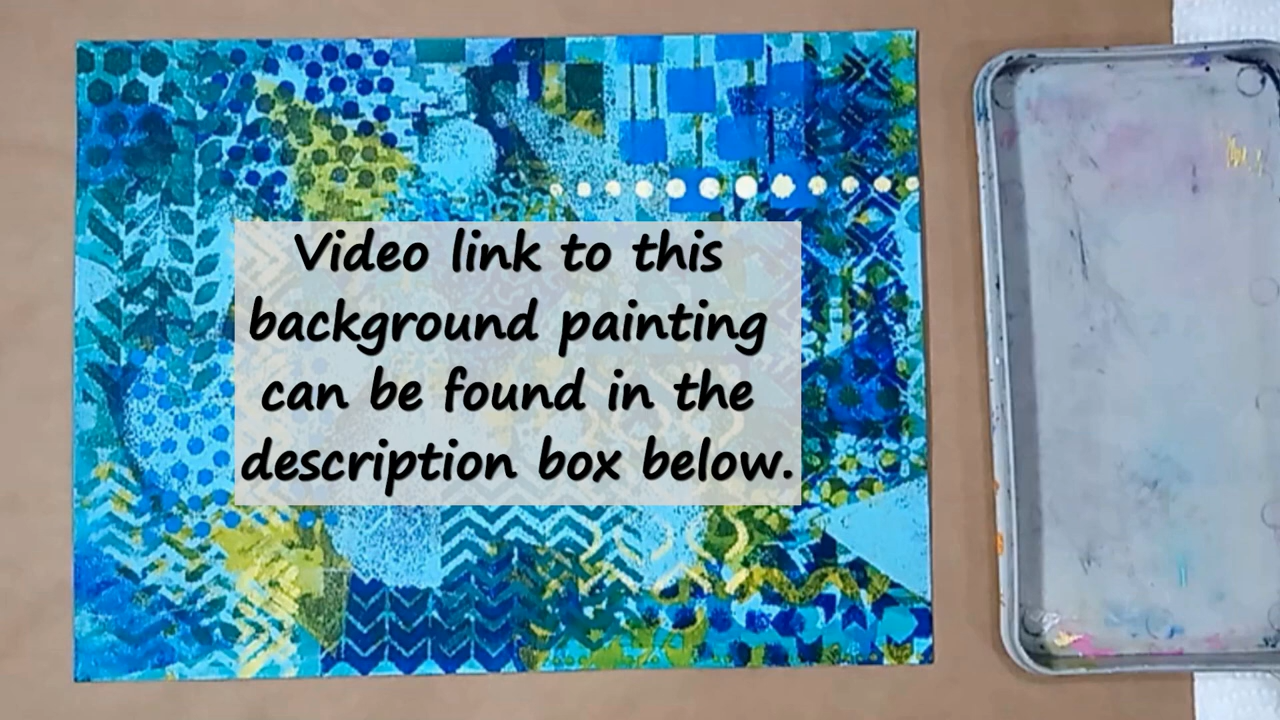 Video link to this
background painting
can be found in the
description box below.